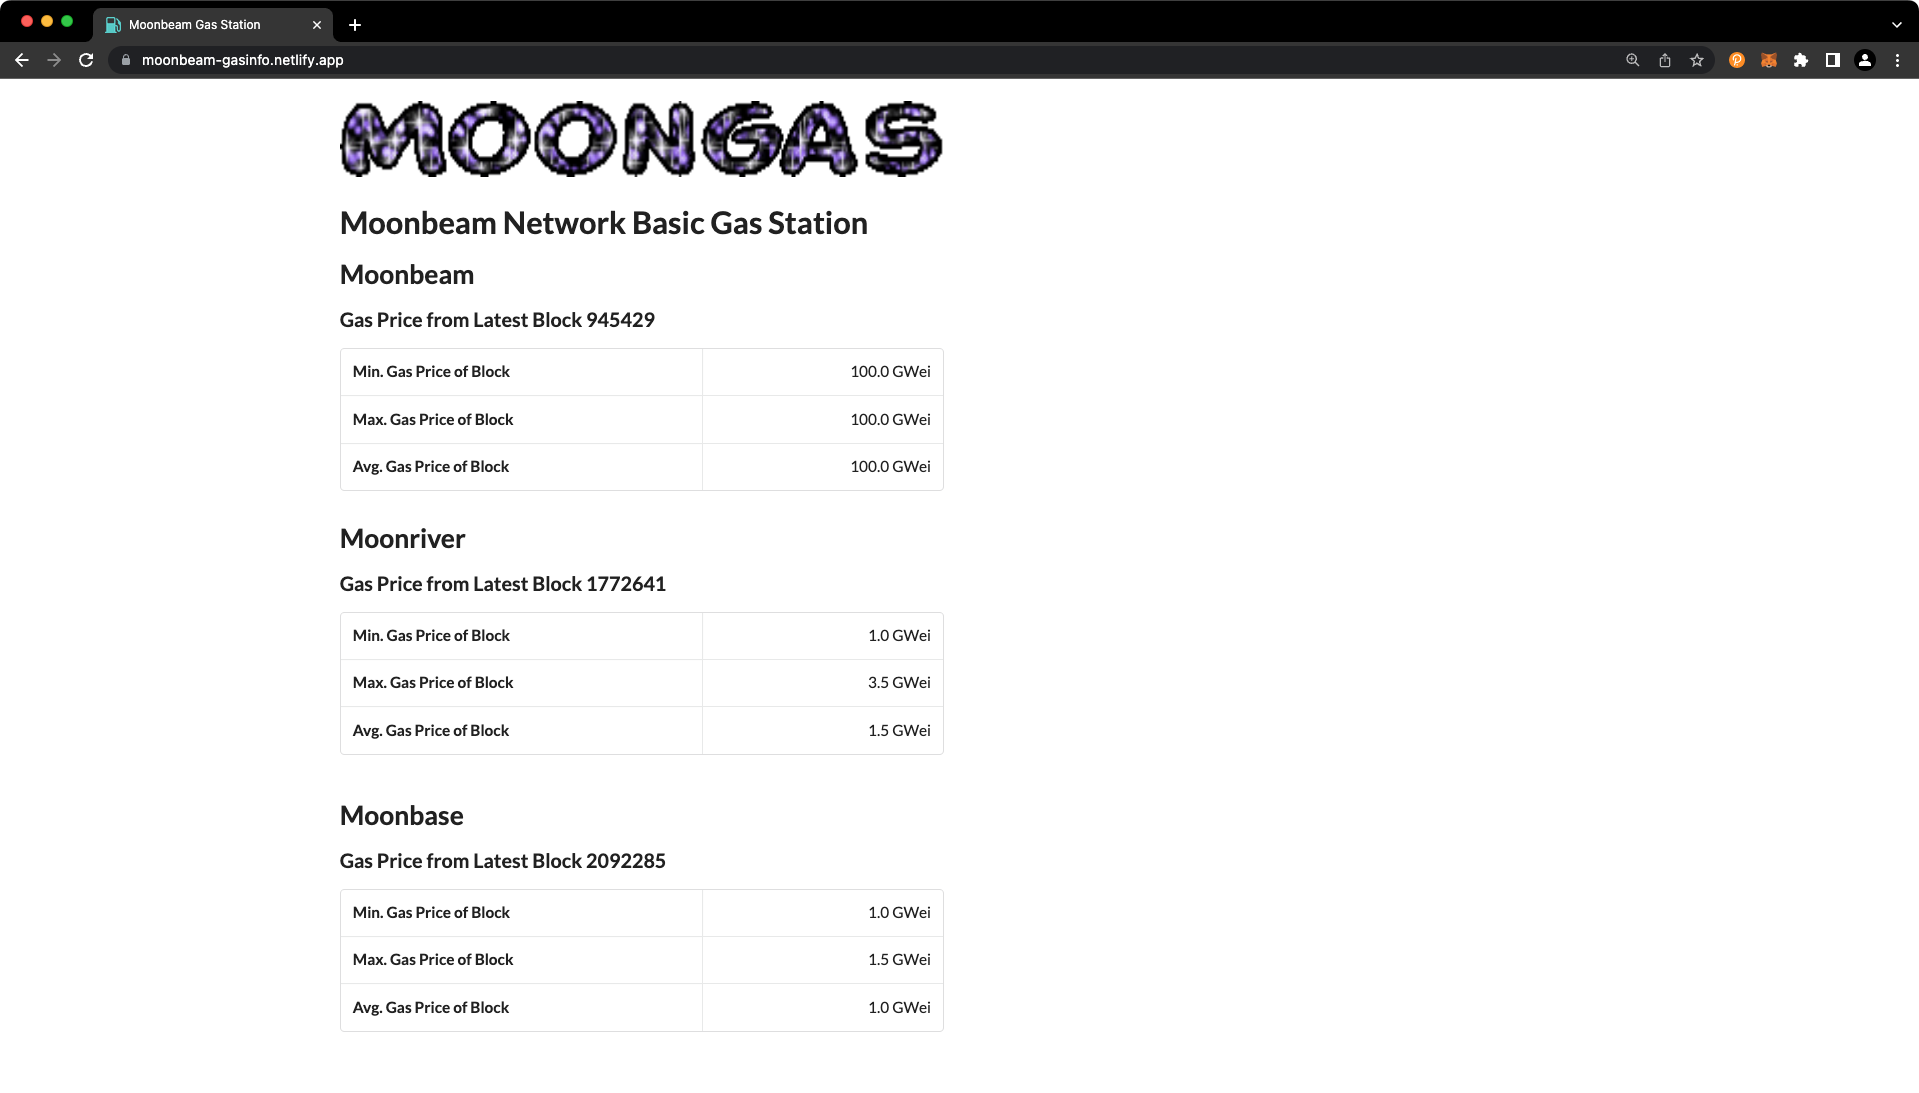 Moonbeam Gas Station
moonbeam-gasinfo.netlify.app
MOONGAS
Moonbeam Network Basic Gas Station
Moonbeam
Gas Price from Latest Block 945429
Min. Gas Price of Block 100.0 GWei
Max. Gas Price of Block 100.0 GWei
Avg. Gas Price of Block 100.0 GWei
Moonriver
Gas Price from Latest Block 1772641
Min. Gas Price of Block 1.0 GWei
Max. Gas Price of Block 3.5 GWei
Avg. Gas Price of Block 1.5 GWei
Moonbase
Gas Price from Latest Block 2092285
Min. Gas Price of Block 1.0 GWei
Max. Gas Price of Block 1.5 GWei
Avg. Gas Price of Block 1.0 GWei